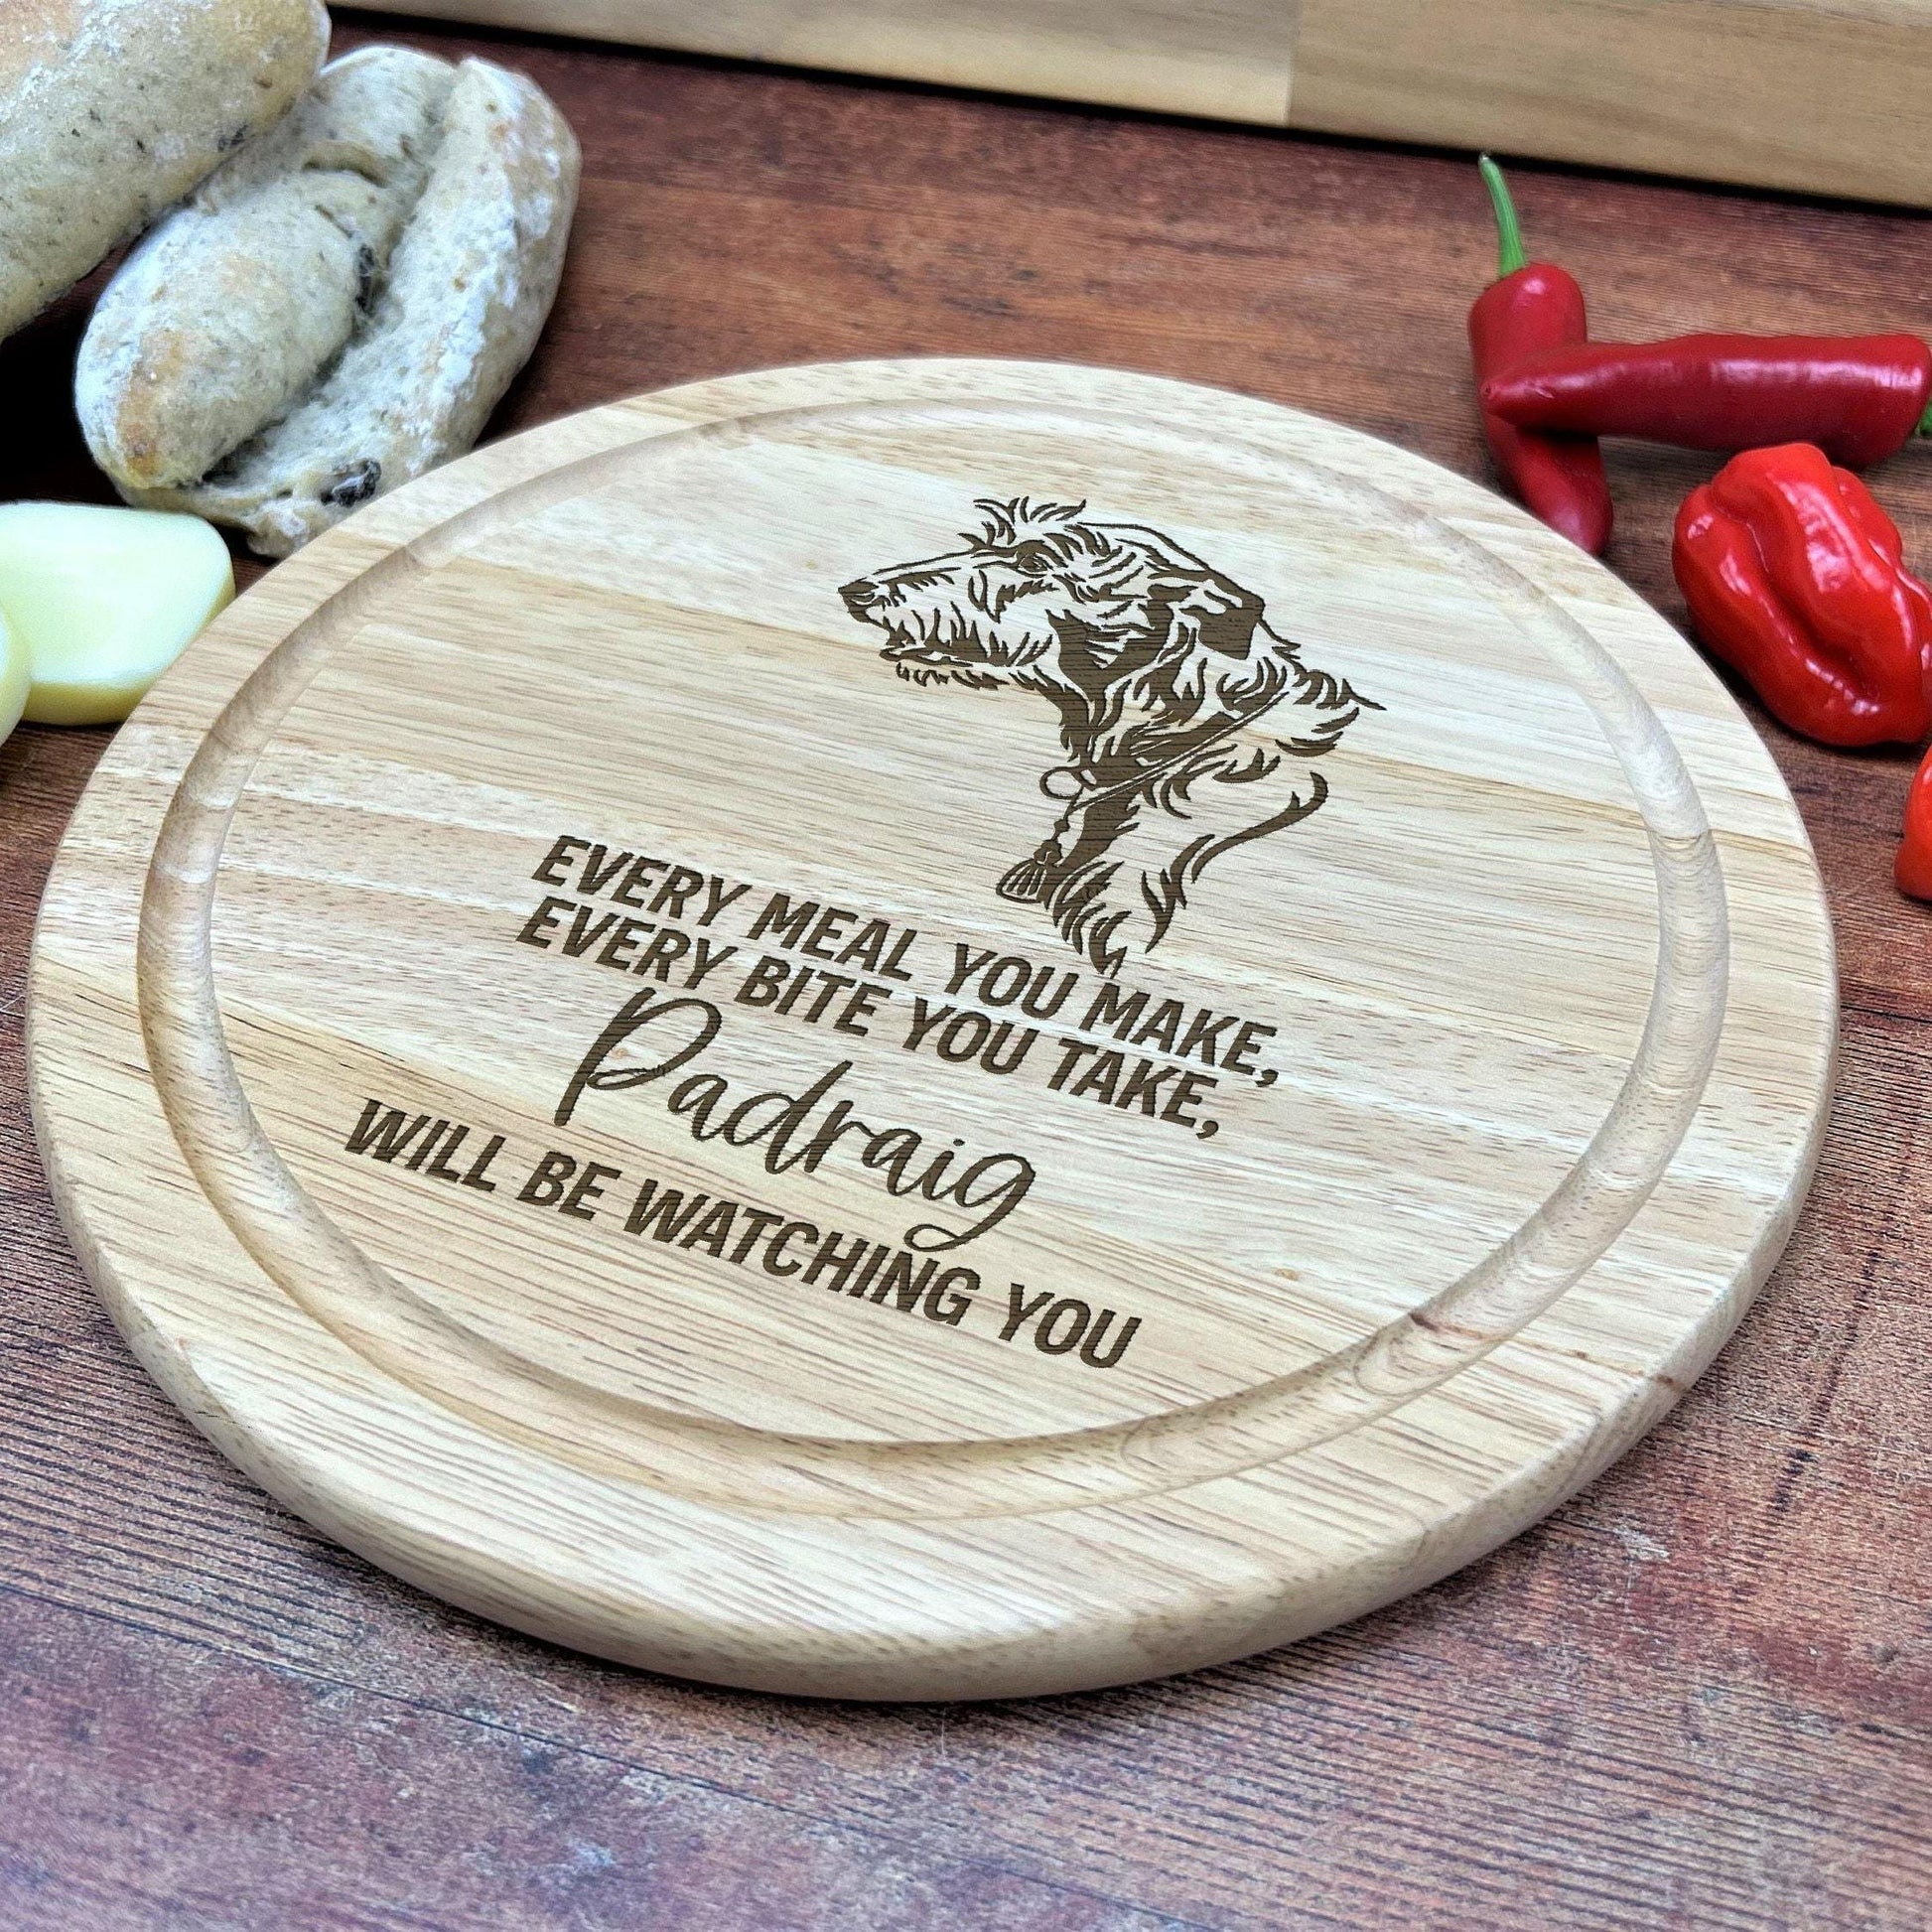 EVERY MEAL YOU MAKE,
EVERY BITE YOU TAKE,
Padraig
WILL BE WATCHING YOU